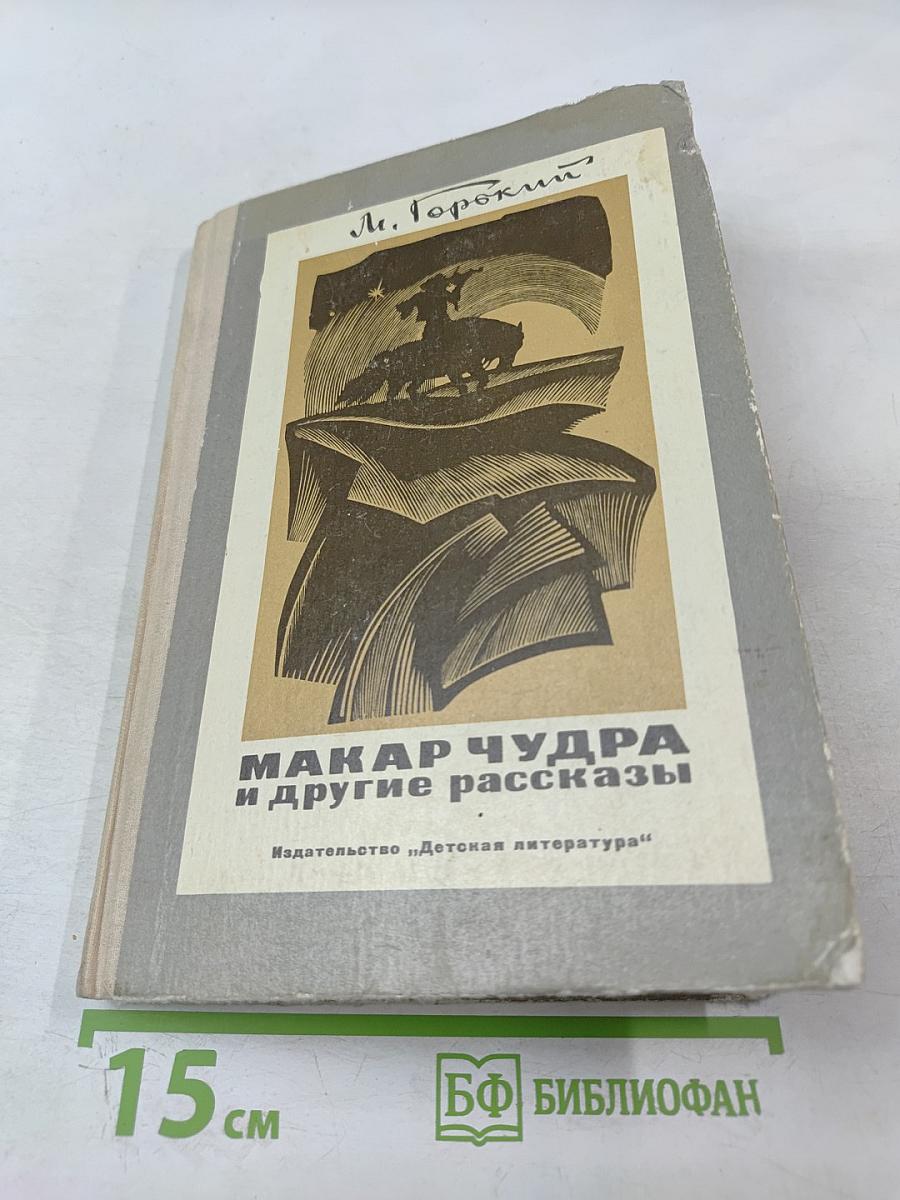 М. Горький
МАКАР ЧУДРА
и другие рассказы
Издательство „Детская литература“
15 см
БФ БИБЛИОФАН